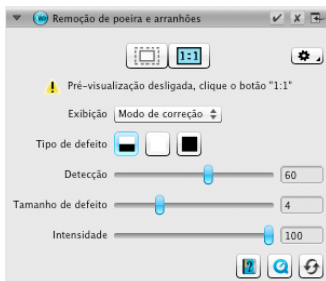 Remoção de poeira e arranhões
1:1
Pré-visualização desligada, clique o botão "1:1"
Exibição Modo de correção
Tipo de defeito
Detecção 60
Tamanho de defeito 4
Intensidade 100